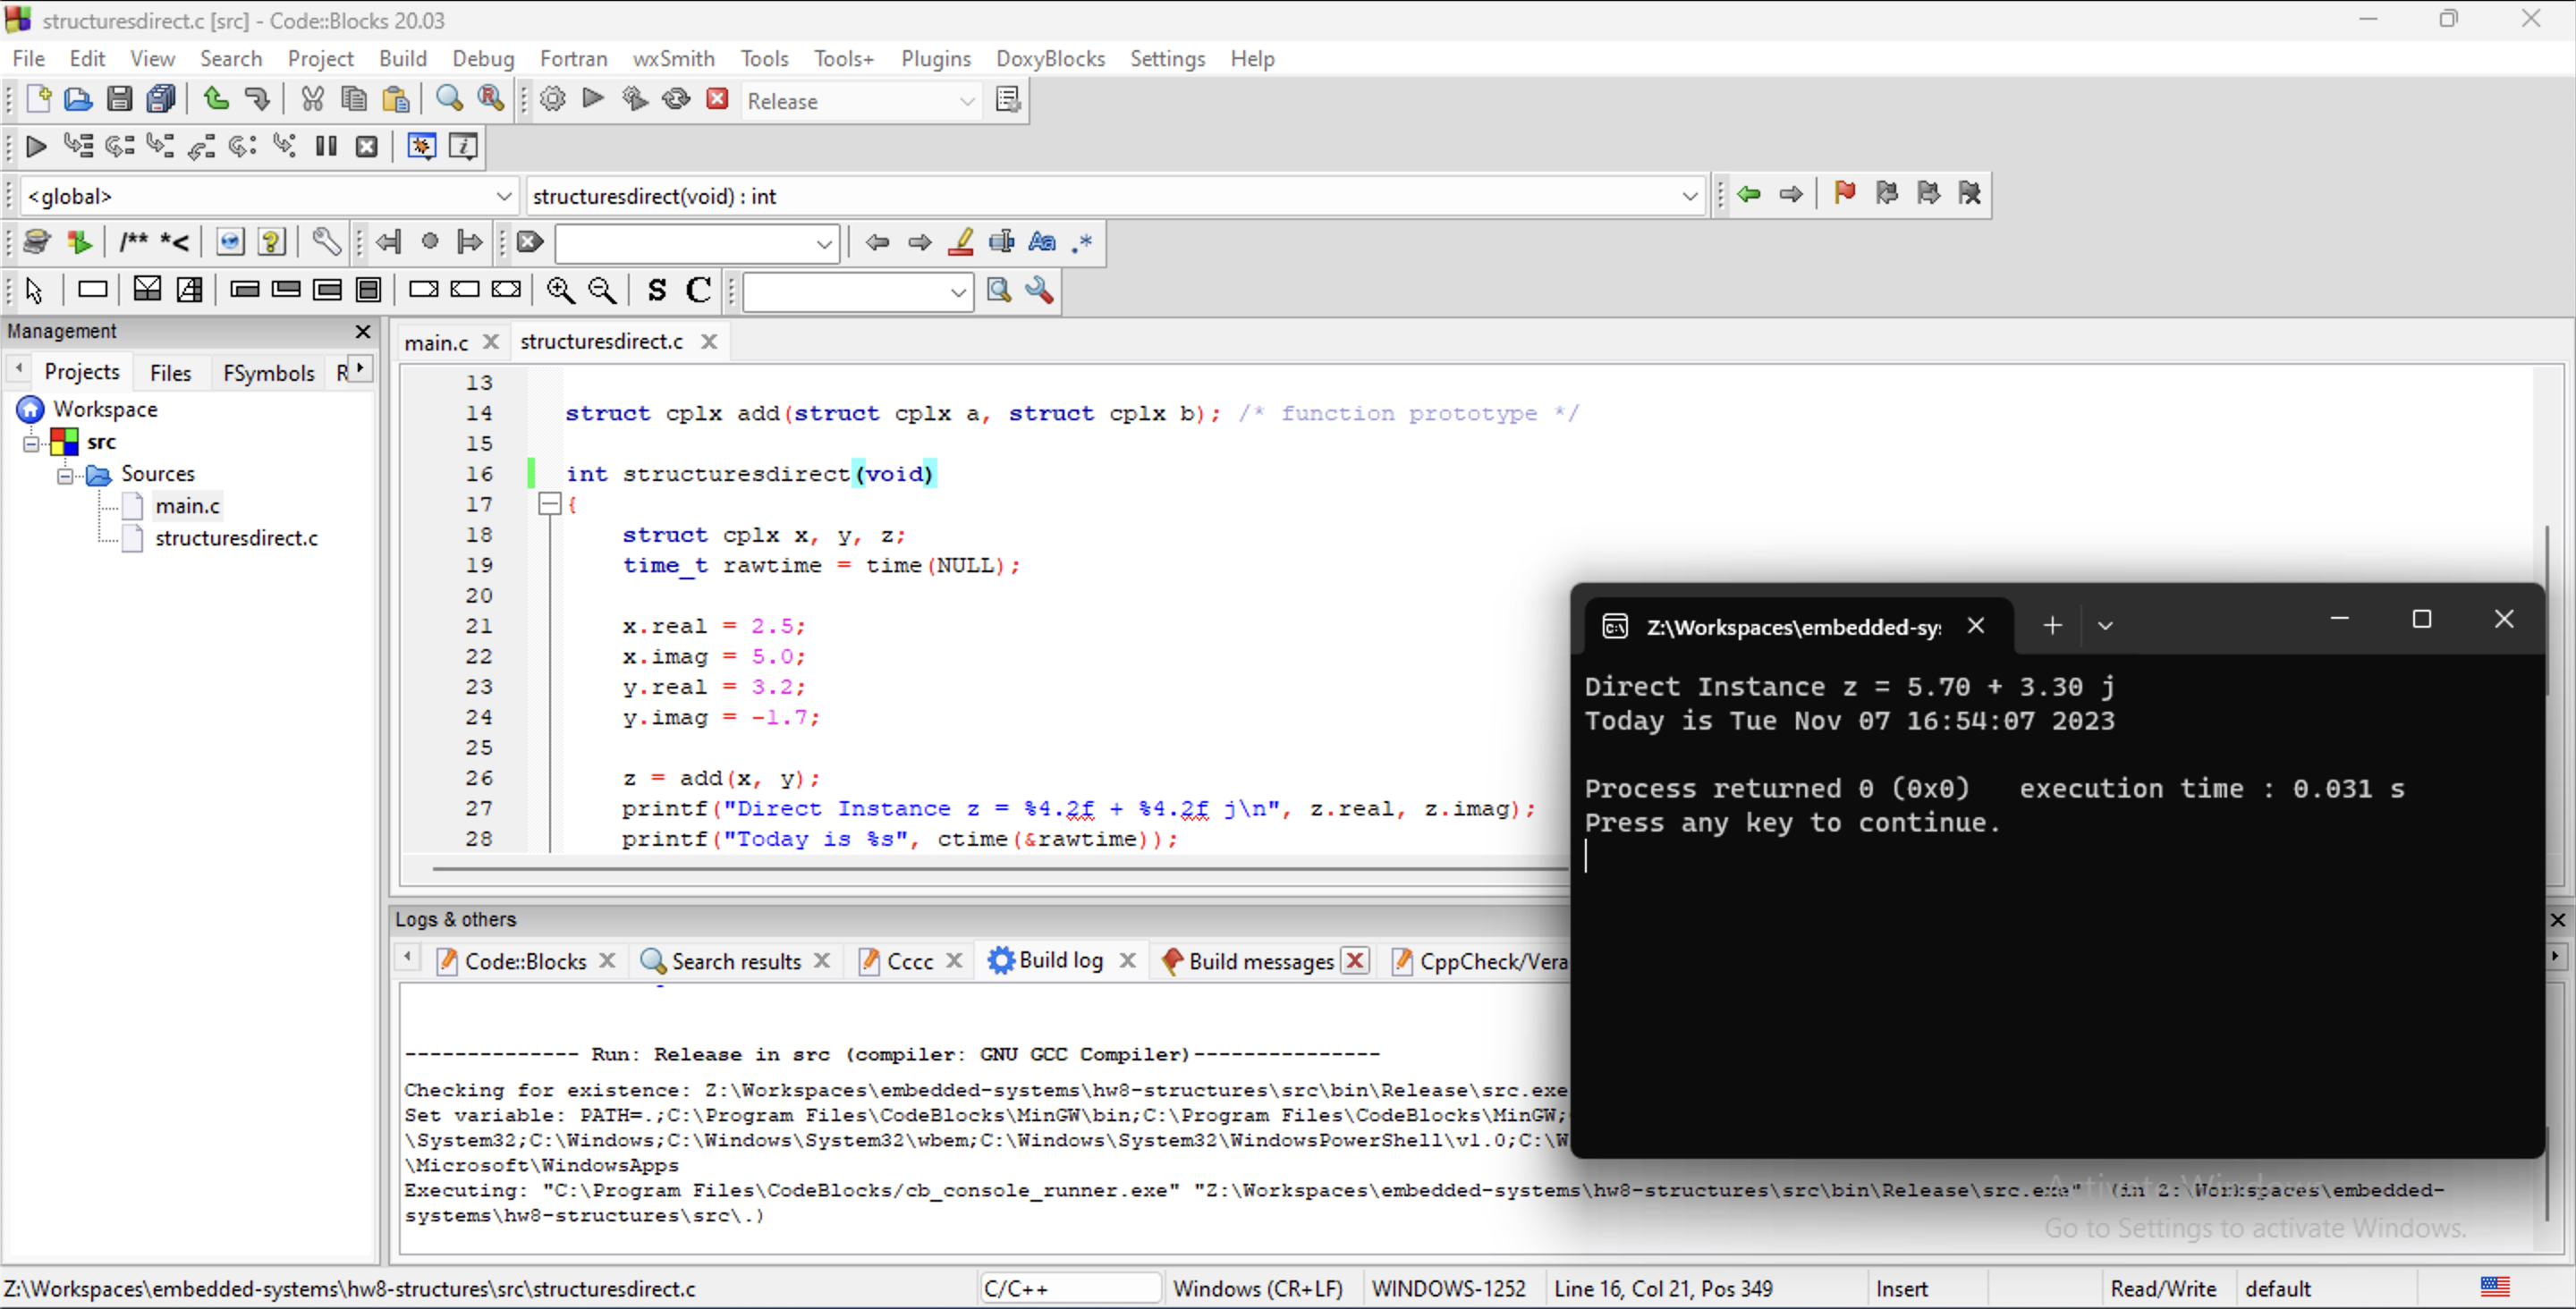 structuresdirect.c [src] - Code::Blocks 20.03
File Edit View Search Project Build Debug Fortran wxSmith Tools Tools+ Plugins DoxyBlocks Settings Help
Release
<global> structuresdirect(void) : int
/** *<
Aa .*
S C
Management
Projects Files FSymbols R
Workspace
src
Sources
main.c
structuresdirect.c
main.c structuresdirect.c
13
14 struct cplx add(struct cplx a, struct cplx b); /* function prototype */
15
16 int structuresdirect(void)
17 {
18 struct cplx x, y, z;
19 time_t rawtime = time(NULL);
20
21 x.real = 2.5;
22 x.imag = 5.0;
23 y.real = 3.2;
24 y.imag = -1.7;
25
26 z = add(x, y);
27 printf("Direct Instance z = %4.2f + %4.2f j\n", z.real, z.imag);
28 printf("Today is %s", ctime(&rawtime));
Z:\Workspaces\embedded-sy
Direct Instance z = 5.70 + 3.30 j
Today is Tue Nov 07 16:54:07 2023
Process returned 0 (0x0) execution time : 0.031 s
Press any key to continue.
Logs & others
Code::Blocks Search results Cccc Build log Build messages CppCheck/Vera
-------------- Run: Release in src (compiler: GNU GCC Compiler)---------------
Checking for existence: Z:\Workspaces\embedded-systems\hw8-structures\src\bin\Release\src.exe
Set variable: PATH=.;C:\Program Files\CodeBlocks\MinGW\bin;C:\Program Files\CodeBlocks\MinGW;
\System32;C:\Windows;C:\Windows\System32\wbem;C:\Windows\System32\WindowsPowerShell\v1.0;C:\W
\Microsoft\WindowsApps
Executing: "C:\Program Files\CodeBlocks/cb_console_runner.exe" "Z:\Workspaces\embedded-systems\hw8-structures\src\bin\Release\src.exe" (in Z:\Workspaces\embedded-
systems\hw8-structures\src\.)
Activate Windows
Go to Settings to activate Windows.
Z:\Workspaces\embedded-systems\hw8-structures\src\structuresdirect.c C/C++ Windows (CR+LF) WINDOWS-1252 Line 16, Col 21, Pos 349 Insert Read/Write default